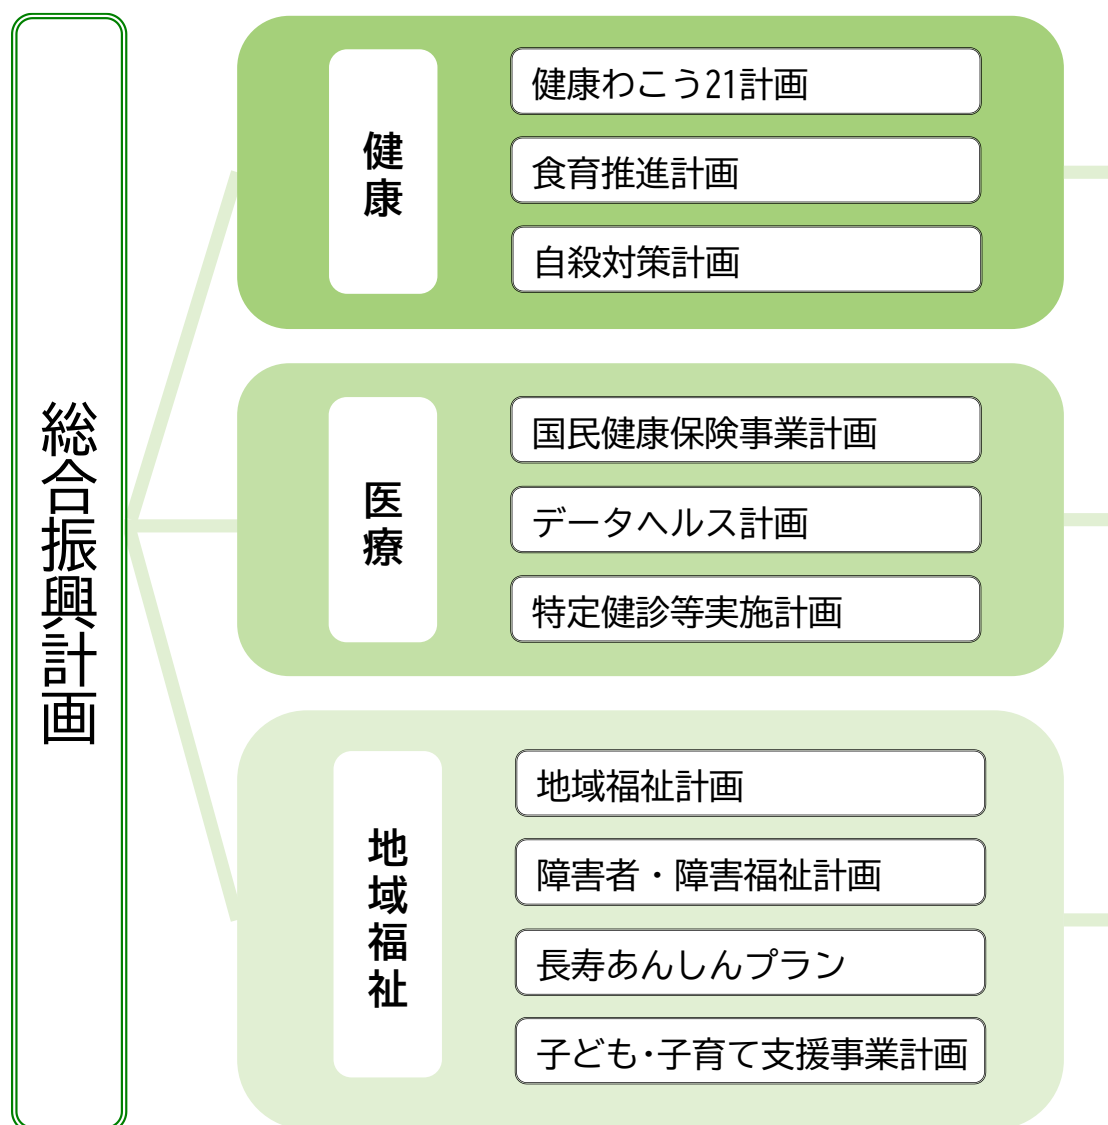 総合振興計画
健康
健康わこう21計画
食育推進計画
自殺対策計画
医療
国民健康保険事業計画
データヘルス計画
特定健診等実施計画
地域福祉
地域福祉計画
障害者・障害福祉計画
長寿あんしんプラン
子ども・子育て支援事業計画